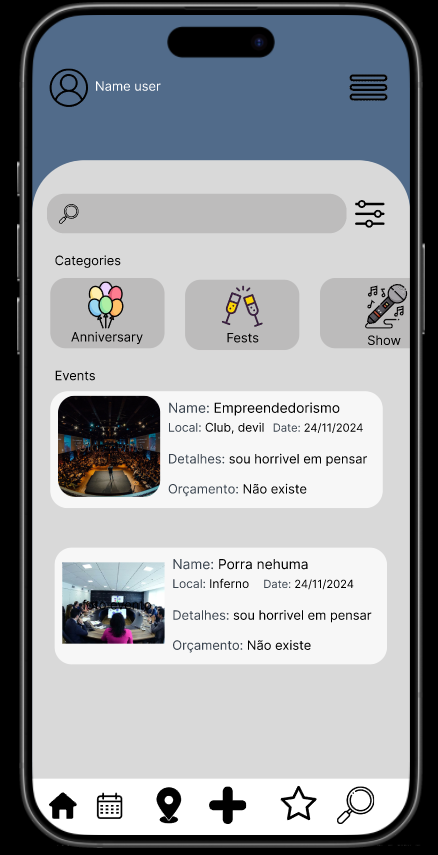 Name user
Categories
Anniversary
Fests
Show
Events
Name: Empreendedorismo
Local: Club, devil Date: 24/11/2024
Detalhes: sou horrivel em pensar
Orçamento: Não existe
Name: Porra nehuma
Local: Inferno Date: 24/11/2024
Detalhes: sou horrivel em pensar
Orçamento: Não existe